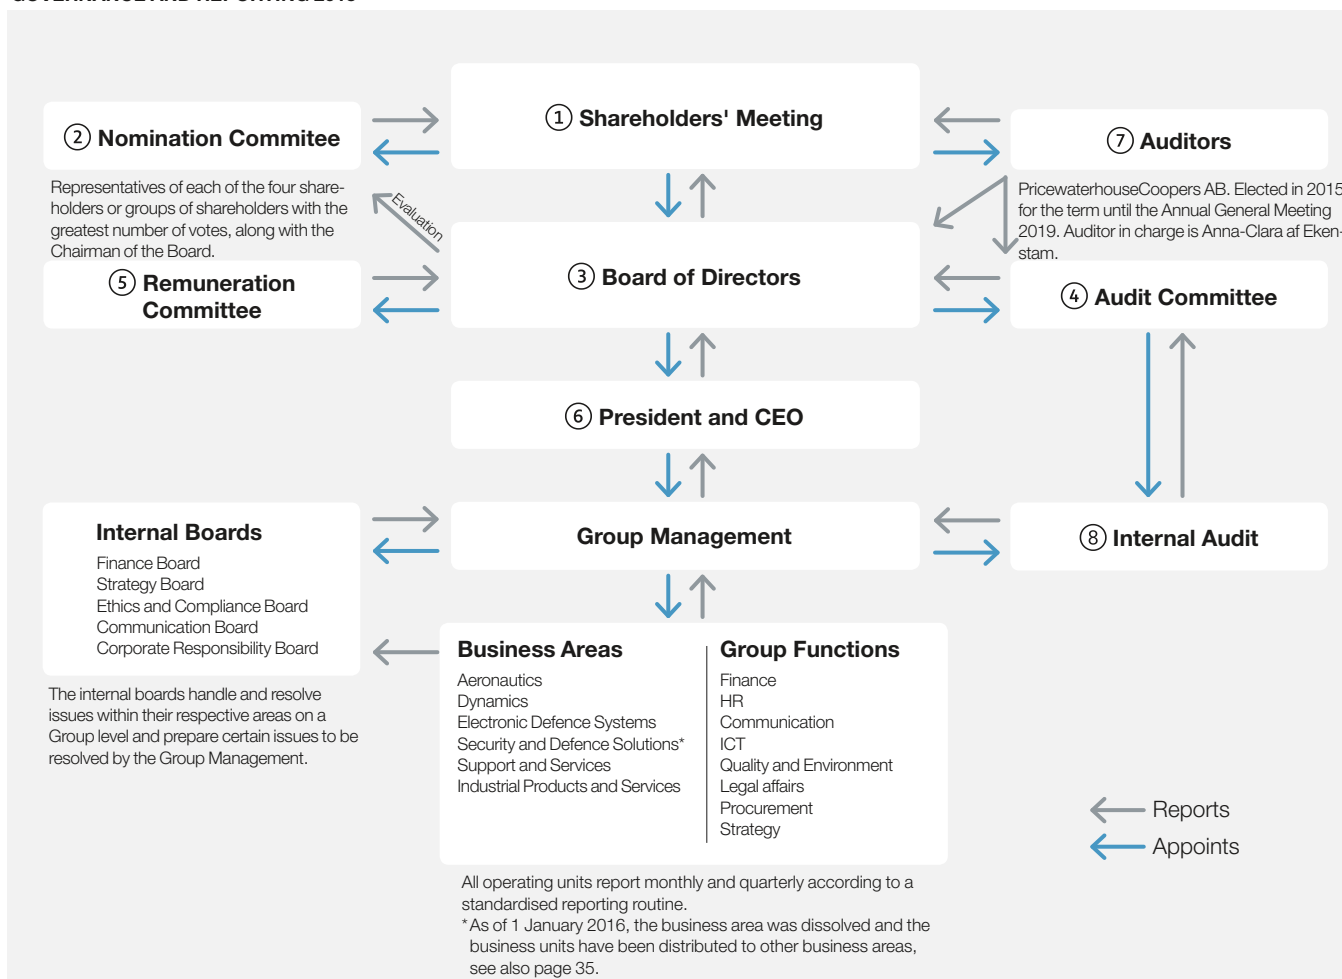 ① Shareholders' Meeting
② Nomination Commitee
⑦ Auditors
Representatives of each of the four share-
holders or groups of shareholders with the
greatest number of votes, along with the
Chairman of the Board.
Evaluation
PricewaterhouseCoopers AB. Elected in 2015
for the term until the Annual General Meeting
2019. Auditor in charge is Anna-Clara af Eken-
stam.
⑤ Remuneration
Committee
③ Board of Directors
④ Audit Committee
⑥ President and CEO
Internal Boards
Finance Board
Strategy Board
Ethics and Compliance Board
Communication Board
Corporate Responsibility Board
Group Management
⑧ Internal Audit
The internal boards handle and resolve
issues within their respective areas on a
Group level and prepare certain issues to be
resolved by the Group Management.
Business Areas
Aeronautics
Dynamics
Electronic Defence Systems
Security and Defence Solutions*
Support and Services
Industrial Products and Services
Group Functions
Finance
HR
Communication
ICT
Quality and Environment
Legal affairs
Procurement
Strategy
Reports
Appoints
All operating units report monthly and quarterly according to a
standardised reporting routine.
*As of 1 January 2016, the business area was dissolved and the
business units have been distributed to other business areas,
see also page 35.